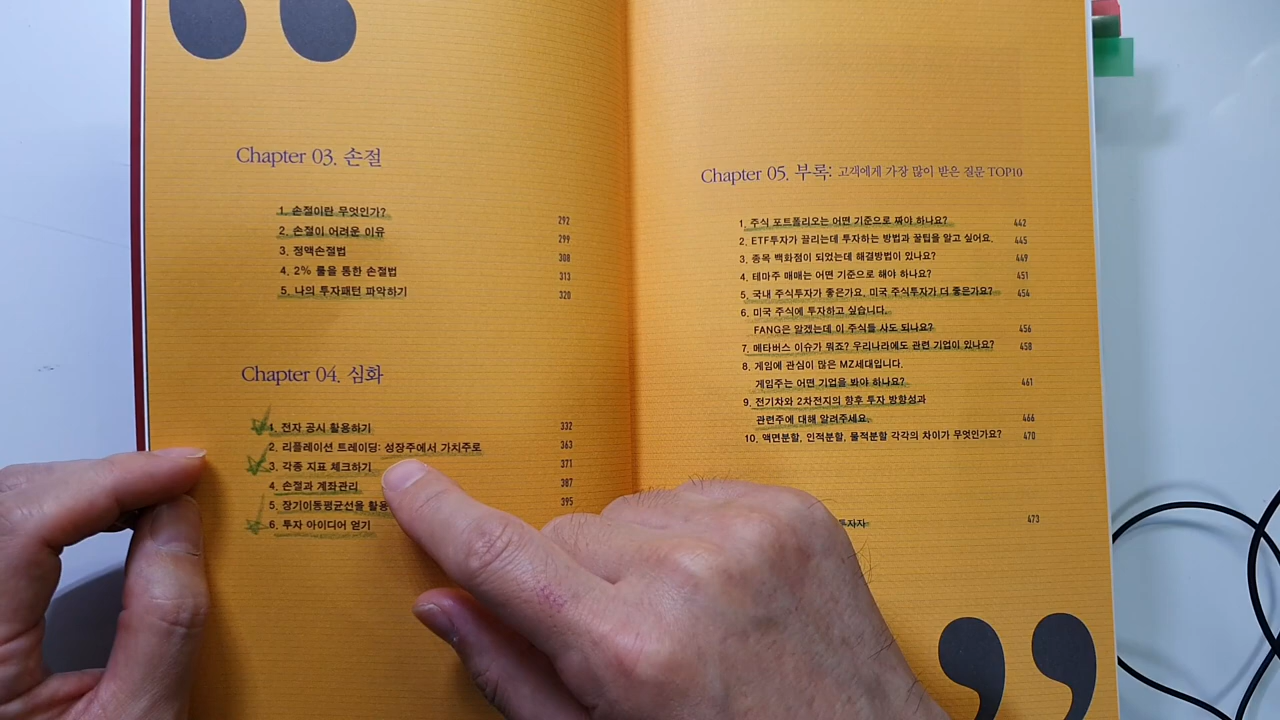 Chapter 03. 손절
1. 손절이란 무엇인가? 292
2. 손절이 어려운 이유 299
3. 정액손절법 308
4. 2% 룰을 통한 손절법 313
5. 나의 투자패턴 파악하기 320
Chapter 04. 심화
1. 전자 공시 활용하기 332
2. 리플레이션 트레이딩: 성장주에서 가치주로 363
3. 각종 지표 체크하기 371
4. 손절과 계좌관리 387
5. 장기이동평균선을 활용 395
6. 투자 아이디어 얻기
Chapter 05. 부록: 고객에게 가장 많이 받은 질문 TOP10
1. 주식 포트폴리오는 어떤 기준으로 짜야 하나요? 442
2. ETF투자가 끌리는데 투자하는 방법과 꿀팁을 알고 싶어요. 445
3. 종목 백화점이 되었는데 해결방법이 있나요? 449
4. 테마주 매매는 어떤 기준으로 해야 하나요? 451
5. 국내 주식투자가 좋은가요, 미국 주식투자가 더 좋은가요? 454
6. 미국 주식에 투자하고 싶습니다.
FANG은 알겠는데 이 주식들 사도 되나요? 456
7. 메타버스 이슈가 뭐죠? 우리나라에도 관련 기업이 있나요? 458
8. 게임에 관심이 많은 MZ세대입니다.
게임주는 어떤 기업을 봐야 하나요? 461
9. 전기차와 2차전지의 향후 투자 방향성과
관련주에 대해 알려주세요. 466
10. 액면분할, 인적분할, 물적분할 각각의 차이가 무엇인가요? 470
투자자 473